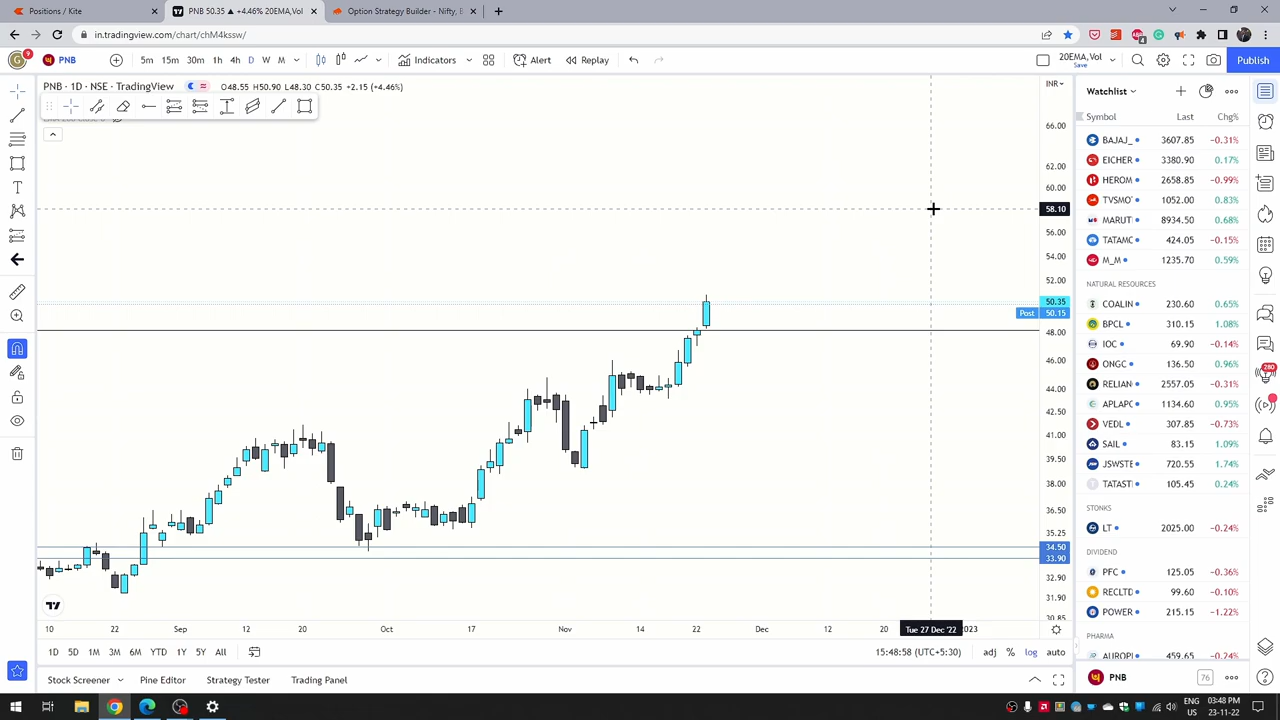 Positions / Kite
PNB 50.35 ▲ +4.46% 20EMA,Vol
Option Strategy Builder - Nifty, B
in.tradingview.com/chart/chM4kssw/
G 9 PNB 5m 15m 30m 1h 4h D W M Indicators Alert Replay 20EMA,Vol Save Publish
PNB · 1D · NSE · TradingView O48.55 H50.90 L48.30 C50.35 +2.15 (+4.46%)
INR
66.00
62.00
60.00
58.10
56.00
54.00
52.00
50.35
Post 50.15
48.00
46.00
44.00
42.50
41.00
39.50
38.00
36.50
35.25
34.50
33.90
32.90
31.90
30.85
10 22 Sep 12 20 Oct 17 Nov 14 22 Dec 12 20 Tue 27 Dec '22 023
1D 5D 1M 3M 6M YTD 1Y 5Y All 15:48:58 (UTC+5:30) adj % log auto
Stock Screener Pine Editor Strategy Tester Trading Panel
Watchlist
Symbol Last Chg%
BAJAJ_ 3607.85 −0.31%
EICHER 3380.90 0.17%
HEROM 2658.85 −0.99%
TVSMO 1052.00 0.83%
MARUT 8934.50 0.68%
TATAMO 424.05 −0.15%
M_M 1235.70 0.59%
NATURAL RESOURCES
COALIN 230.60 0.65%
BPCL 310.15 1.08%
IOC 69.90 −0.14%
ONGC 136.50 0.96%
RELIAN 2557.05 −0.31%
APLAPO 1134.60 0.95%
VEDL 307.85 −0.73%
SAIL 83.15 1.09%
JSWSTE 720.55 1.74%
TATAST 105.45 0.24%
STONKS
LT 2025.00 −0.24%
DIVIDEND
PFC 125.05 −0.36%
RECLTD 99.60 −0.10%
POWER 215.15 −1.22%
PHARMA
AUROPI 459.65 −0.24%
PNB 76
280
ENG 03:48 PM
US 23-11-22